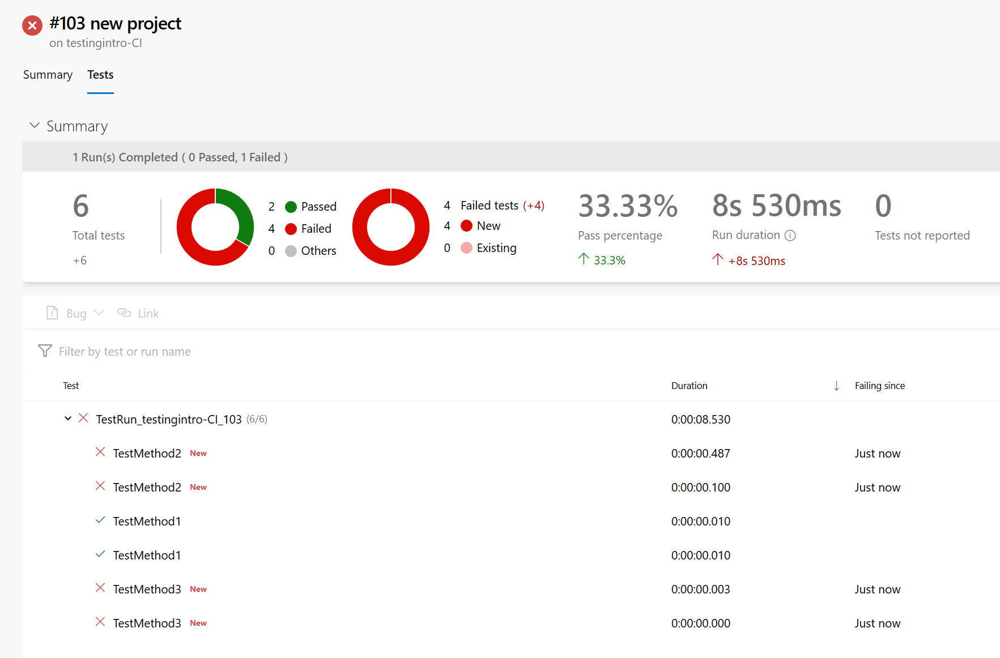 #103 new project
on testingintro-CI
Summary Tests
Summary
1 Run(s) Completed ( 0 Passed, 1 Failed )
6
Total tests
+6
2 Passed
4 Failed
0 Others
4 Failed tests (+4)
4 New
0 Existing
33.33%
Pass percentage
33.3%
8s 530ms
Run duration
+8s 530ms
0
Tests not reported
Bug Link
Filter by test or run name
Test Duration Failing since
TestRun_testingintro-CI_103 (6/6) 0:00:08.530
TestMethod2 New 0:00:00.487 Just now
TestMethod2 New 0:00:00.100 Just now
TestMethod1 0:00:00.010
TestMethod1 0:00:00.010
TestMethod3 New 0:00:00.003 Just now
TestMethod3 New 0:00:00.000 Just now